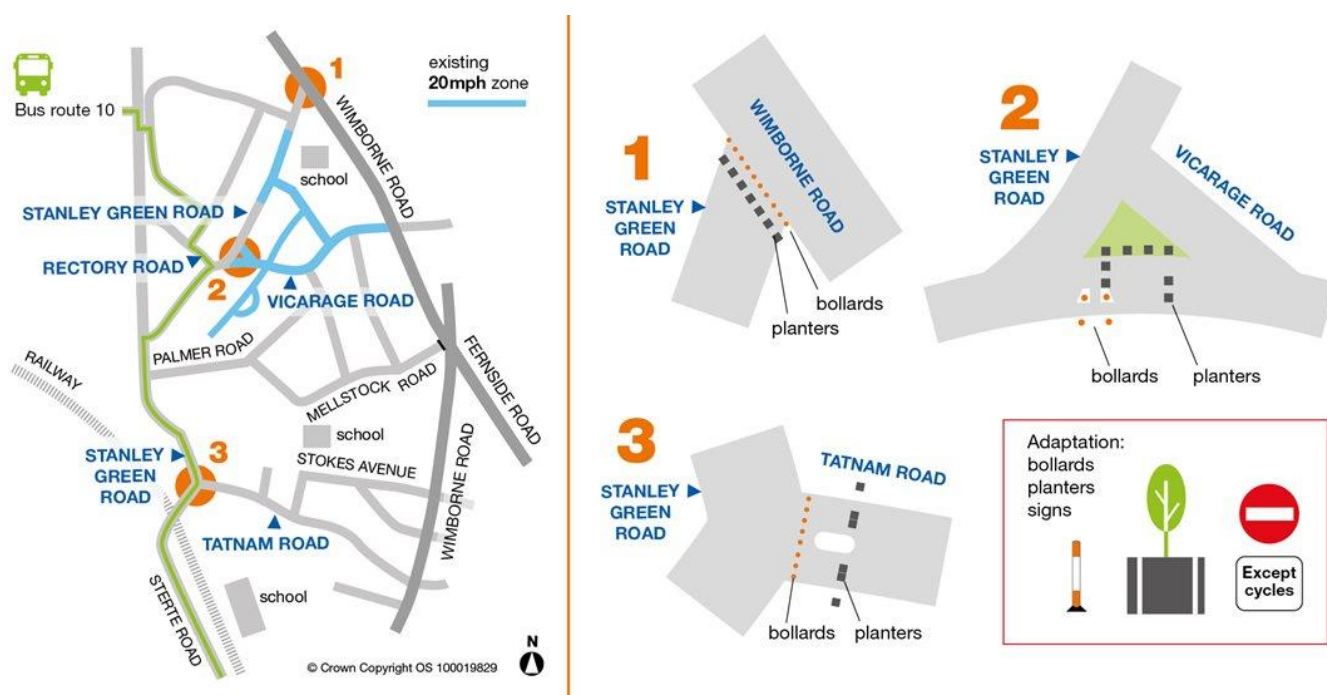 Bus route 10
1
existing
20mph zone
WIMBORNE ROAD
school
STANLEY GREEN ROAD
RECTORY ROAD
2
VICARAGE ROAD
PALMER ROAD
RAILWAY
MELLSTOCK ROAD
FERNSIDE ROAD
school
STANLEY
GREEN
ROAD
3
STOKES AVENUE
WIMBORNE ROAD
TATNAM ROAD
school
STERTE ROAD
© Crown Copyright OS 100019829
N
1
WIMBORNE ROAD
STANLEY
GREEN
ROAD
bollards
planters
2
STANLEY
GREEN
ROAD
VICARAGE ROAD
bollards
planters
3
STANLEY
GREEN
ROAD
TATNAM ROAD
bollards
planters
Adaptation:
bollards
planters
signs
Except
cycles